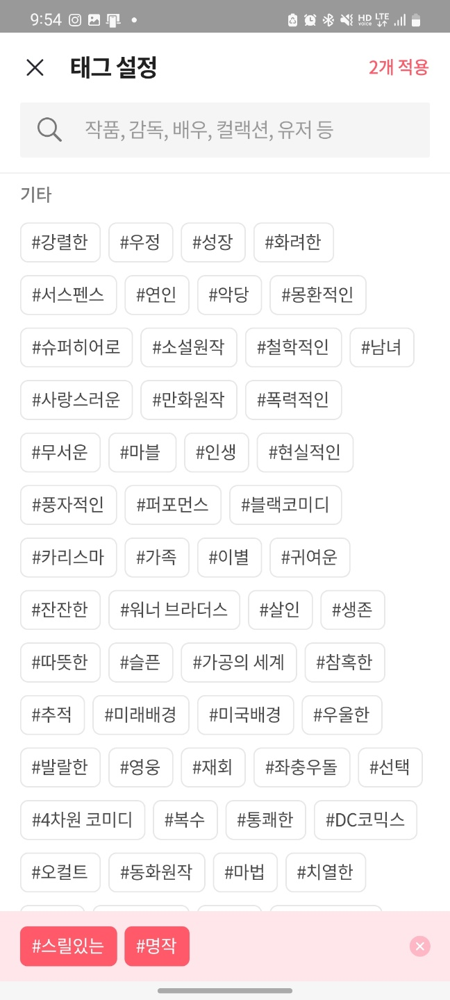 9:54 HD voice LTE
태그 설정 2개 적용
작품, 감독, 배우, 컬랙션, 유저 등
기타
#강렬한 #우정 #성장 #화려한
#서스펜스 #연인 #악당 #몽환적인
#슈퍼히어로 #소설원작 #철학적인 #남녀
#사랑스러운 #만화원작 #폭력적인
#무서운 #마블 #인생 #현실적인
#풍자적인 #퍼포먼스 #블랙코미디
#카리스마 #가족 #이별 #귀여운
#잔잔한 #워너 브라더스 #살인 #생존
#따뜻한 #슬픈 #가공의 세계 #참혹한
#추적 #미래배경 #미국배경 #우울한
#발랄한 #영웅 #재회 #좌충우돌 #선택
#4차원 코미디 #복수 #통쾌한 #DC코믹스
#오컬트 #동화원작 #마법 #치열한
#스릴있는 #명작